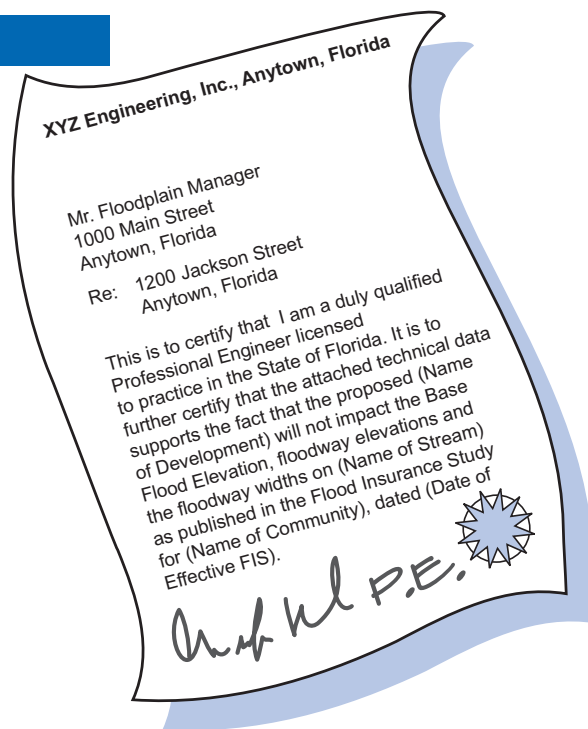 XYZ Engineering, Inc., Anytown, Florida
Mr. Floodplain Manager
1000 Main Street
Anytown, Florida
Re: 1200 Jackson Street
Anytown, Florida
This is to certify that I am a duly qualified
Professional Engineer licensed
to practice in the State of Florida. It is to
further certify that the attached technical data
supports the fact that the proposed (Name
of Development) will not impact the Base
Flood Elevation, floodway elevations and
the floodway widths on (Name of Stream)
as published in the Flood Insurance Study
for (Name of Community), dated (Date of
Effective FIS).
P.E.